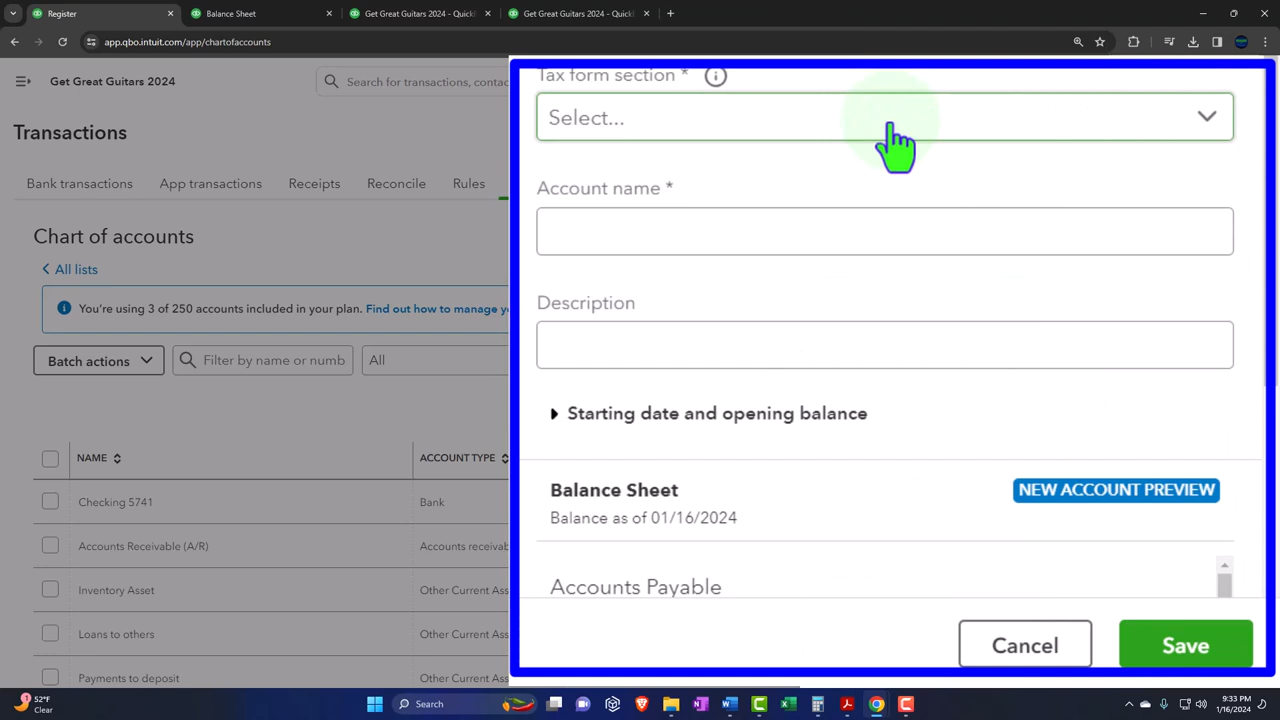 Register
Balance Sheet
Get Great Guitars 2024 - Quick
Get Great Guitars 2024 - Quick
app.qbo.intuit.com/app/chartofaccounts
Get Great Guitars 2024
Search for transactions, contac
Transactions
Bank transactions
App transactions
Receipts
Reconcile
Rules
Chart of accounts
All lists
You're using 3 of 250 accounts included in your plan. Find out how to manage yo
Batch actions
Filter by name or numb
All
NAME
ACCOUNT TYPE
Checking 5741
Bank
Accounts Receivable (A/R)
Accounts receivab
Inventory Asset
Other Current Ass
Loans to others
Other Current Ass
Payments to deposit
Other Current Ass
Tax form section *
Select...
Account name *
Description
Starting date and opening balance
Balance Sheet
NEW ACCOUNT PREVIEW
Balance as of 01/16/2024
Accounts Payable
Cancel
Save
52°F
Clear
Search
9:33 PM
1/16/2024